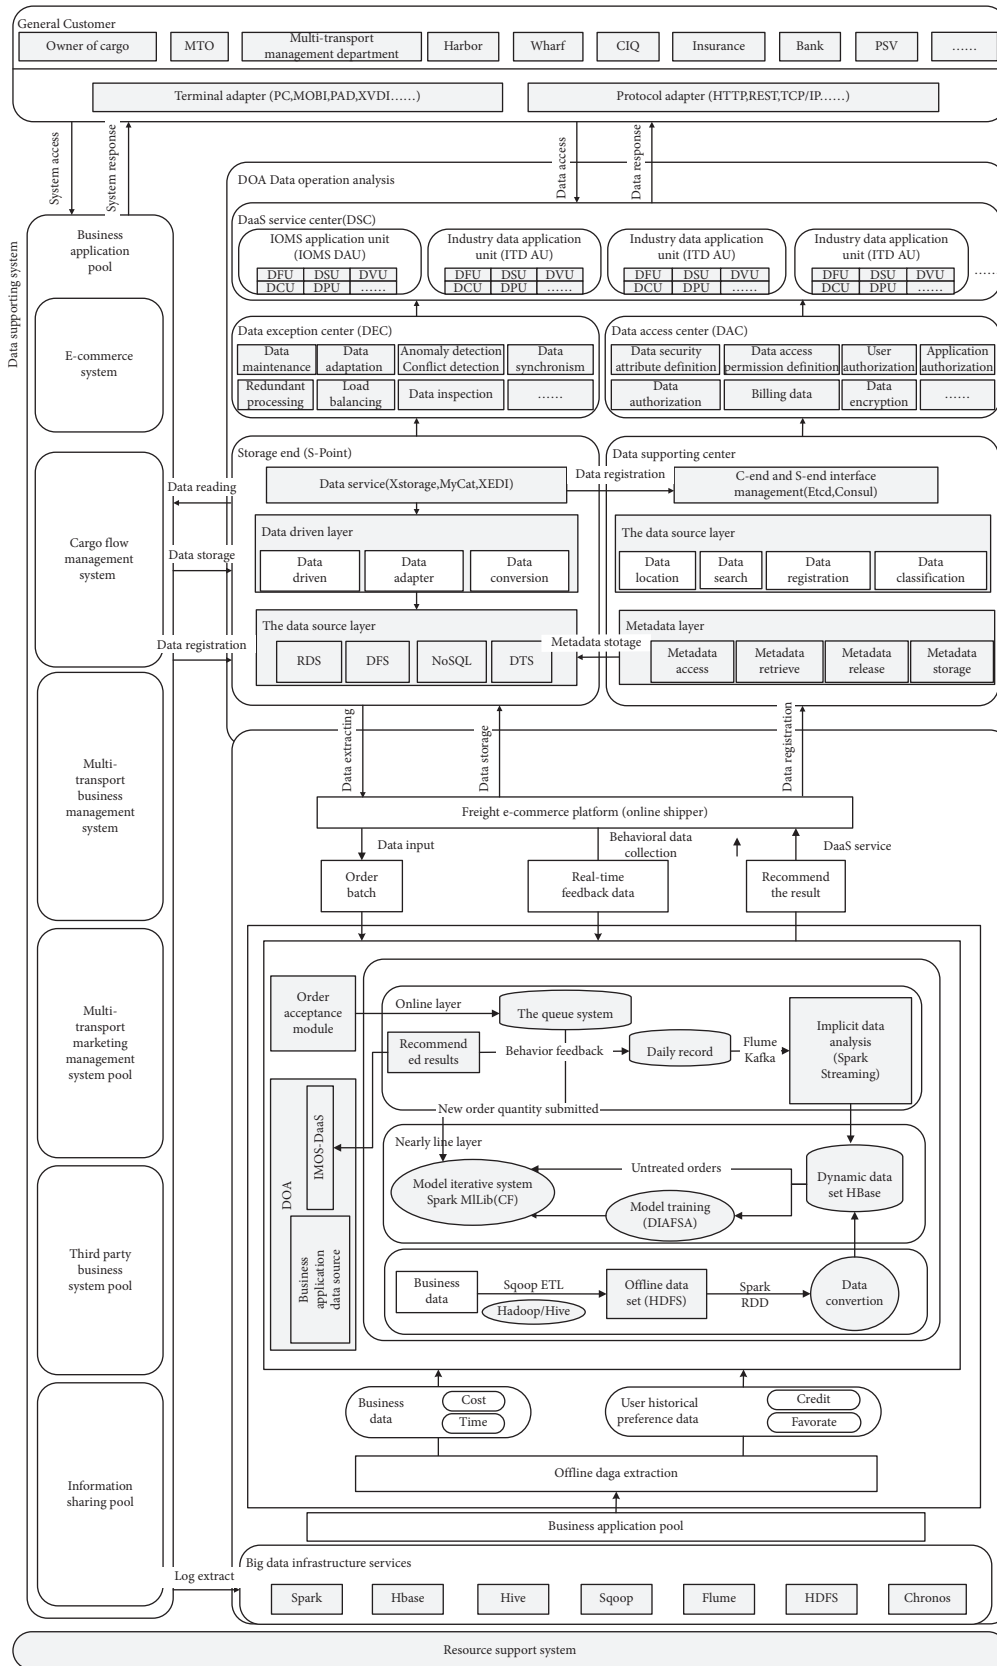 General Customer
Owner of cargo
MTO
Multi-transport
management department
Harbor
Wharf
CIQ
Insurance
Bank
PSV
......
Terminal adapter (PC,MOBI,PAD,XVDI......)
Protocol adapter (HTTP,REST,TCP/IP......)
System access
System response
Data access
Data response
Data supporting system
Business
application
pool
E-commerce
system
Cargo flow
management
system
Multi-
transport
business
management
system
Multi-
transport
marketing
management
system pool
Third party
business
system pool
Information
sharing pool
DOA Data operation analysis
DaaS service center(DSC)
IOMS application unit
(IOMS DAU)
DFU
DSU
DVU
DCU
DPU
......
Industry data application
unit (ITD AU)
DFU
DSU
DVU
DCU
DPU
......
Industry data application
unit (ITD AU)
DFU
DSU
DVU
DCU
DPU
......
Industry data application
unit (ITD AU)
DFU
DSU
DVU
DCU
DPU
......
......
Data exception center (DEC)
Data
maintenance
Data
adaptation
Anomaly detection
Conflict detection
Data
synchronism
Redundant
processing
Load
balancing
Data inspection
......
Data access center (DAC)
Data security
attribute definition
Data access
permission definition
User
authorization
Application
authorization
Data
authorization
Billing data
Data
encryption
......
Storage end (S-Point)
Data service(Xstorage,MyCat,XEDI)
Data driven layer
Data
driven
Data
adapter
Data
conversion
The data source layer
RDS
DFS
NoSQL
DTS
Data registration
Data supporting center
C-end and S-end interface
management(Etcd,Consul)
The data source layer
Data
location
Data
search
Data
registration
Data
classification
Metadata stotage
Metadata layer
Metadata
access
Metadata
retrieve
Metadata
release
Metadata
storage
Data reading
Data storage
Data registration
Data extracting
Data storage
Data registration
Freight e-commerce platform (online shipper)
Data input
Behavioral data
collection
DaaS service
Order
batch
Real-time
feedback data
Recommend
the result
Order
acceptance
module
Online layer
The queue system
Recommend
ed results
Behavior feedback
Daily record
Flume
Kafka
Implicit data
analysis
(Spark
Streaming)
New order quantity submitted
DOA
IMOS-DaaS
Business
application
data source
Nearly line layer
Model iterative system
Spark MlLib(CF)
Untreated orders
Model training
(DIAFSA)
Dynamic data
set HBase
Business
data
Sqoop ETL
Hadoop/Hive
Offline data
set (HDFS)
Spark
RDD
Data
convertion
Business
data
Cost
Time
User historical
preference data
Credit
Favorate
Offline daga extraction
Business application pool
Log extract
Big data infrastructure services
Spark
Hbase
Hive
Sqoop
Flume
HDFS
Chronos
Resource support system